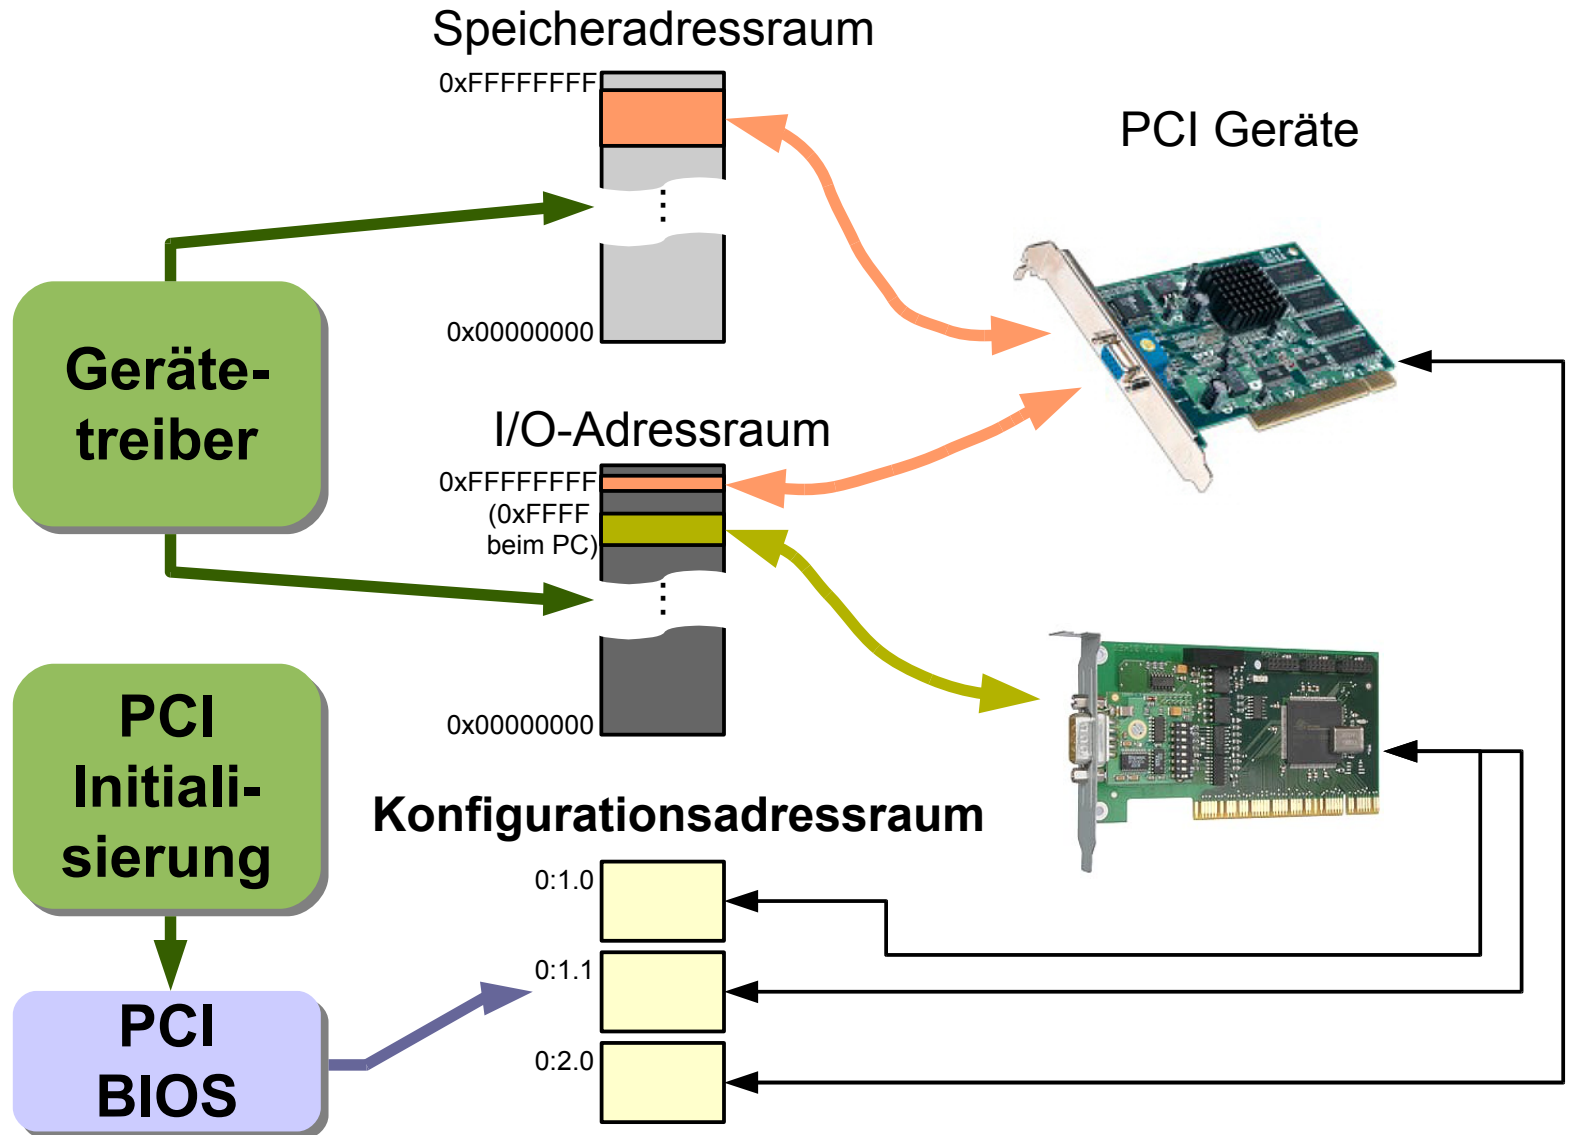 Speicheradressraum
0xFFFFFFFF
PCI Geräte
0x00000000
Geräte-
treiber
I/O-Adressraum
0xFFFFFFFF
(0xFFFF
beim PC)
0x00000000
PCI
Initiali-
sierung
Konfigurationsadressraum
0:1.0
0:1.1
0:2.0
PCI
BIOS